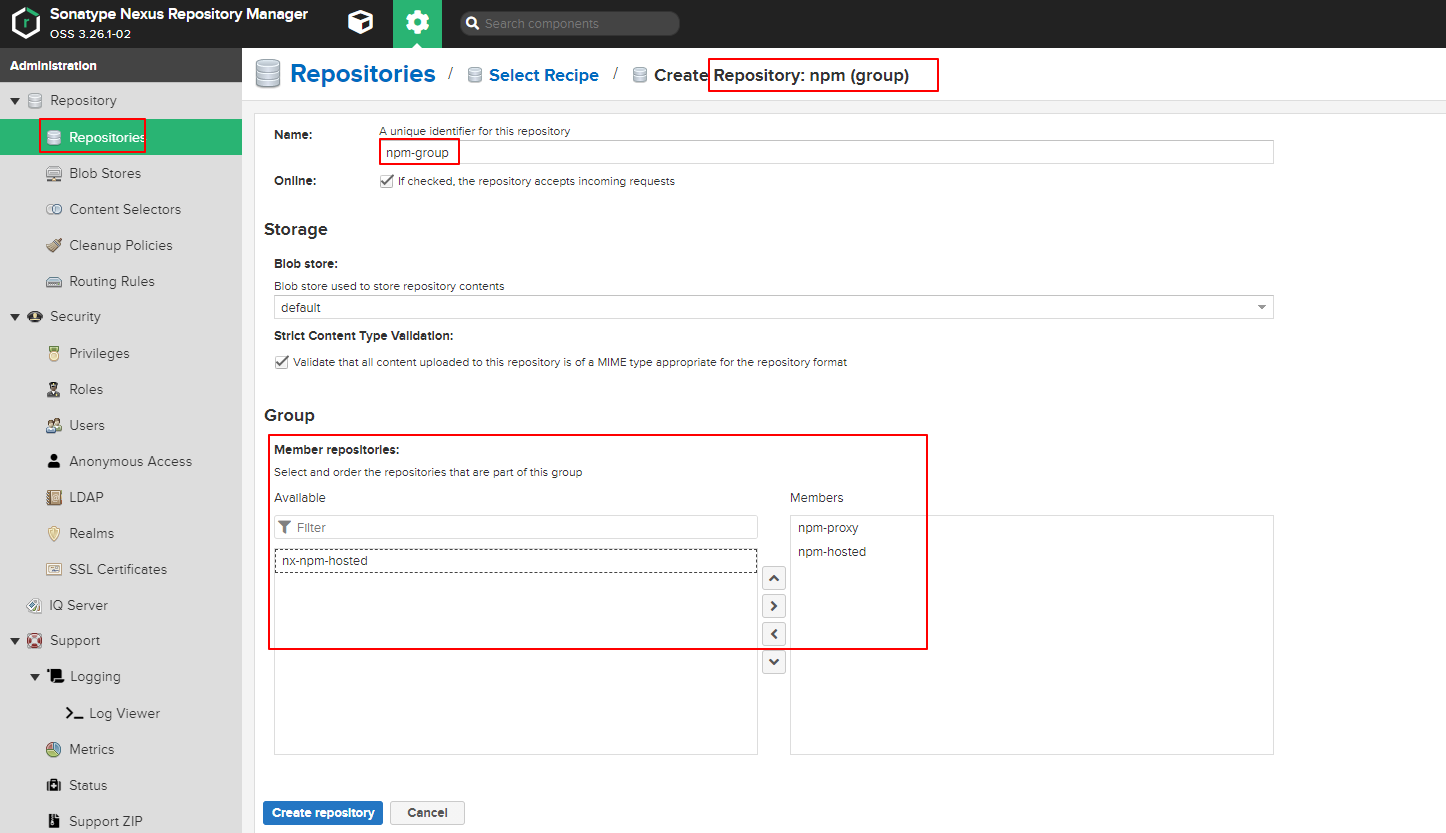 Sonatype Nexus Repository Manager
OSS 3.26.1-02
Search components
Administration
Repository
Repositories
Blob Stores
Content Selectors
Cleanup Policies
Routing Rules
Security
Privileges
Roles
Users
Anonymous Access
LDAP
Realms
SSL Certificates
IQ Server
Support
Logging
Log Viewer
Metrics
Status
Support ZIP
Repositories / Select Recipe / Create Repository: npm (group)
Name:
A unique identifier for this repository
npm-group
Online:
If checked, the repository accepts incoming requests
Storage
Blob store:
Blob store used to store repository contents
default
Strict Content Type Validation:
Validate that all content uploaded to this repository is of a MIME type appropriate for the repository format
Group
Member repositories:
Select and order the repositories that are part of this group
Available
Filter
nx-npm-hosted
Members
npm-proxy
npm-hosted
Create repository
Cancel